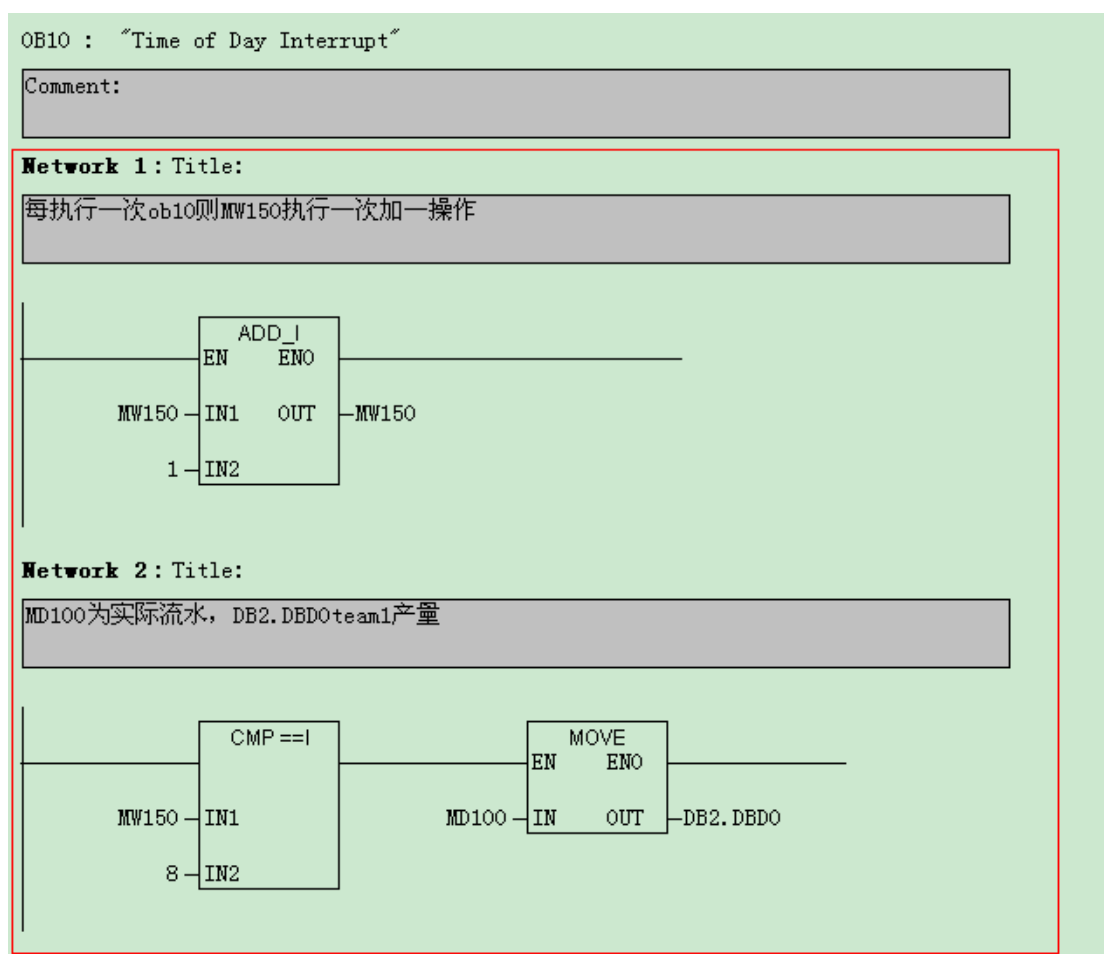 OB10 : "Time of Day Interrupt"
Comment:
Network 1: Title:
每执行一次ob10则MW150执行一次加一操作
ADD_I
EN ENO
MW150 IN1 OUT MW150
1 IN2
Network 2: Title:
MD100为实际流水，DB2.DBD0team1产量
CMP ==I MOVE
EN ENO
MW150 IN1 MD100 IN OUT DB2.DBD0
8 IN2